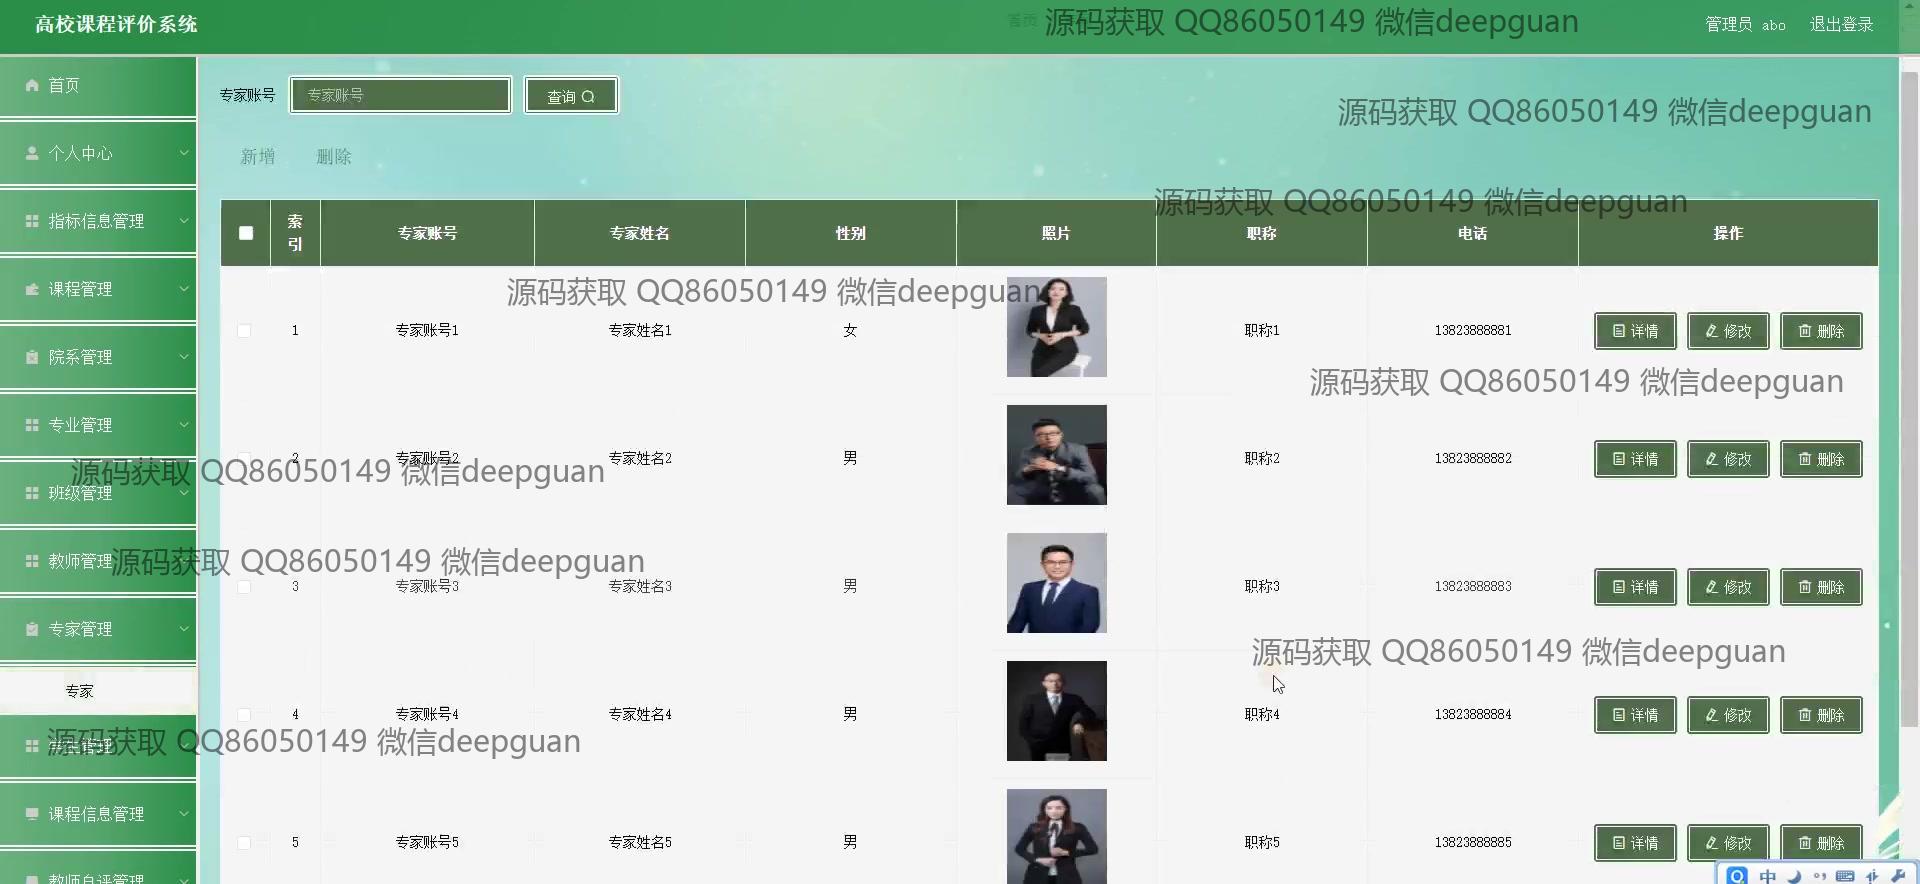 高校课程评价系统
首页
源码获取 QQ86050149 微信deepguan
管理员 abo
退出登录
首页
专家账号
专家账号
查询
源码获取 QQ86050149 微信deepguan
个人中心
新增
删除
源码获取 QQ86050149 微信deepguan
指标信息管理
索引
专家账号
专家姓名
性别
照片
职称
电话
操作
课程管理
源码获取 QQ86050149 微信deepguan
1
专家账号1
专家姓名1
女
职称1
13823888881
详情
修改
删除
院系管理
源码获取 QQ86050149 微信deepguan
专业管理
2
专家账号2
专家姓名2
男
职称2
13823888882
详情
修改
删除
源码获取 QQ86050149 微信deepguan
班级管理
教师管理
源码获取 QQ86050149 微信deepguan
3
专家账号3
专家姓名3
男
职称3
13823888883
详情
修改
删除
专家管理
源码获取 QQ86050149 微信deepguan
专家
4
专家账号4
专家姓名4
男
职称4
13823888884
详情
修改
删除
源码获取 QQ86050149 微信deepguan
课程信息管理
5
专家账号5
专家姓名5
男
职称5
13823888885
详情
修改
删除
教师自评管理
中